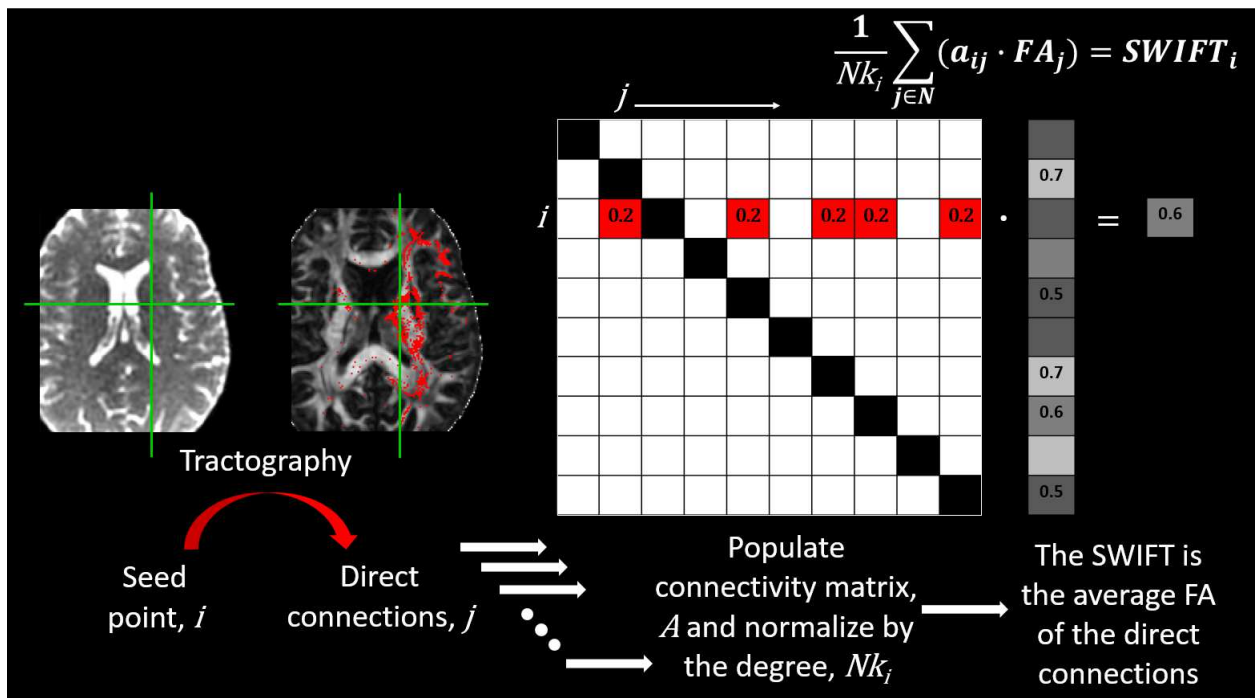 1/Nk_i ∑_{j∈N} (a_ij · FA_j) = SWIFT_i
j
i
0.2 0.2 0.2 0.2 0.2
·
0.7
0.5
0.7
0.6
0.5
=
0.6
Tractography
Seed
point, i
Direct
connections, j
Populate
connectivity matrix,
A and normalize by
the degree, Nk_i
The SWIFT is
the average FA
of the direct
connections